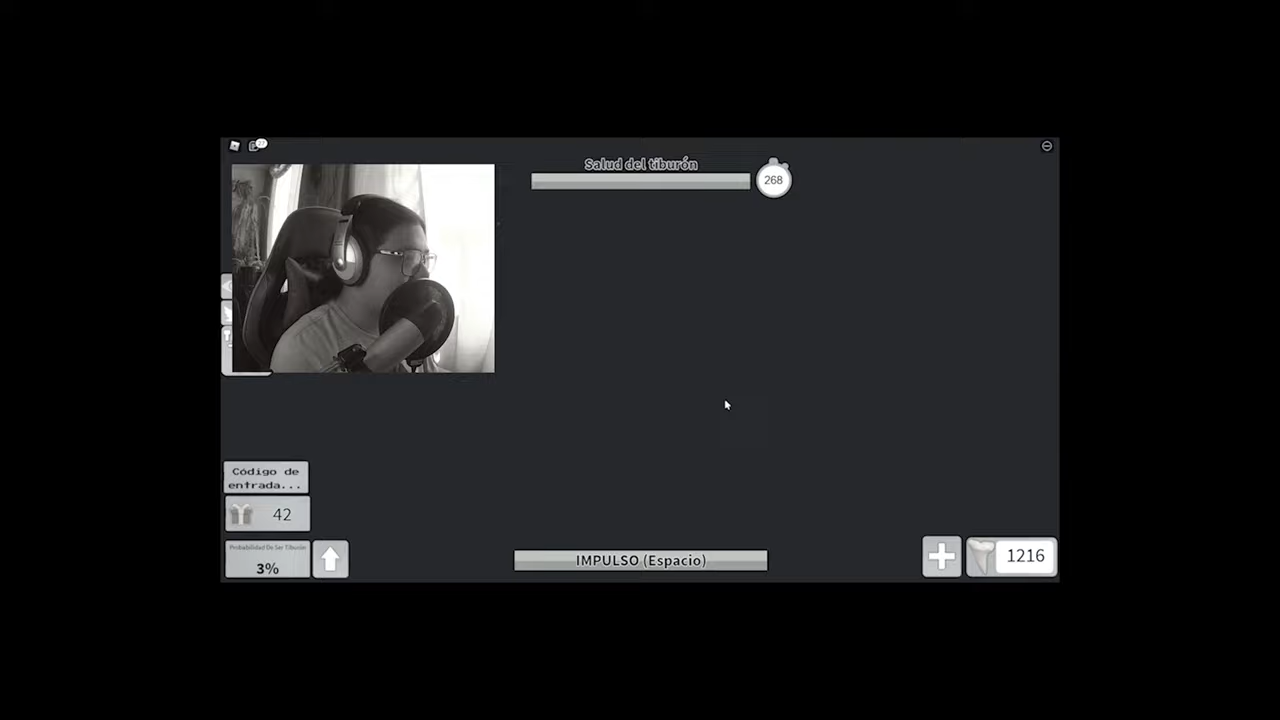 Salud del tiburón
268
Código de
entrada...
42
Probabilidad De Ser Tiburón
3%
IMPULSO (Espacio)
1216